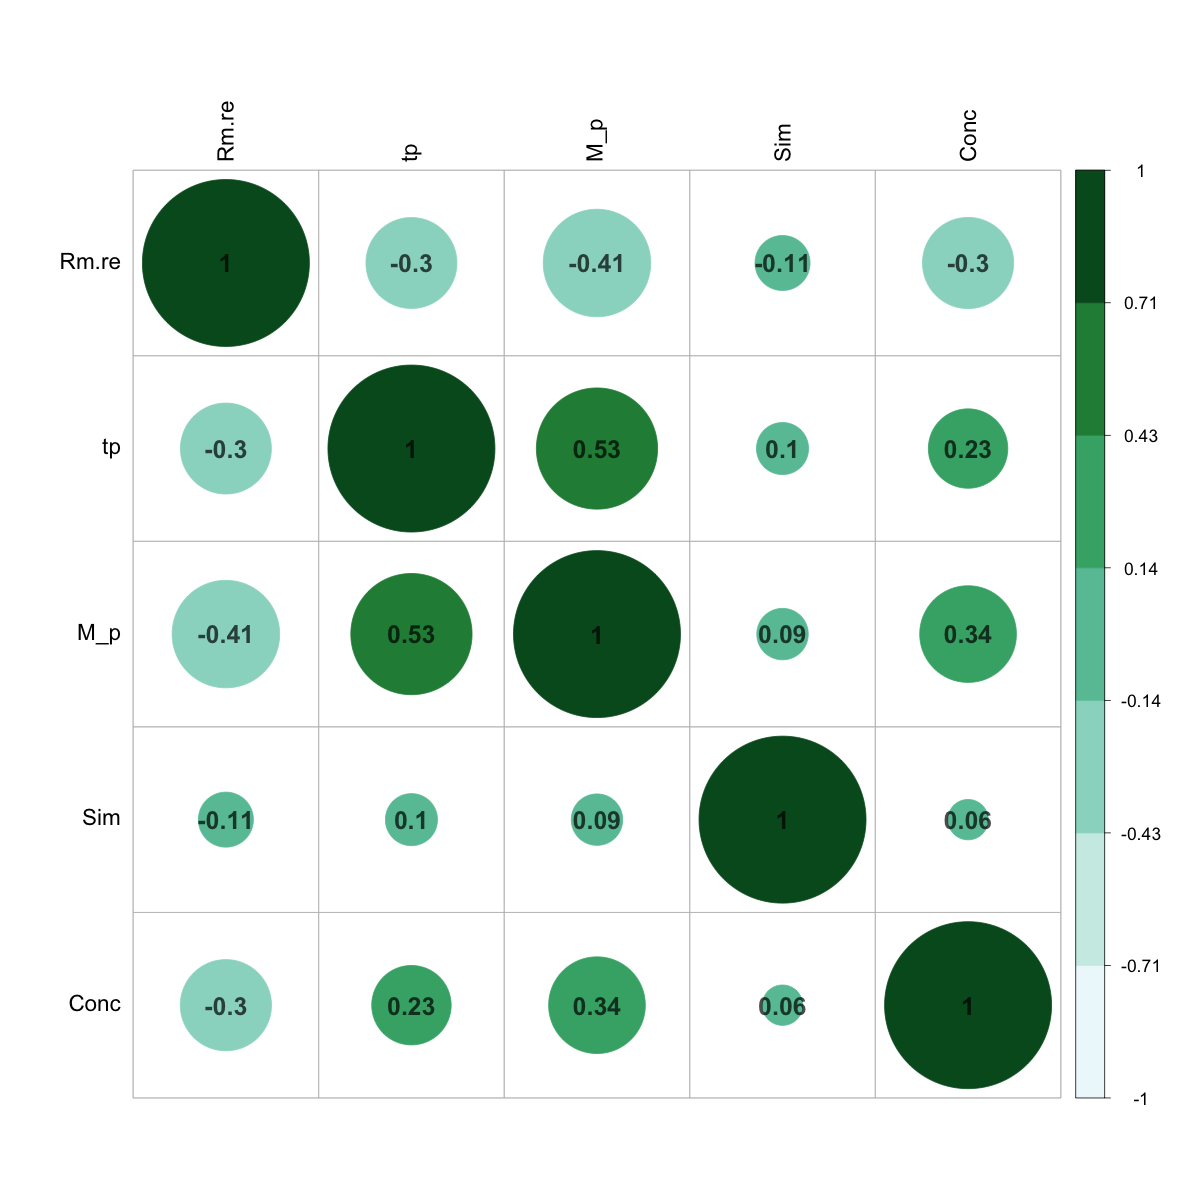 Rm.re tp M_p Sim Conc
1
Rm.re 1 -0.3 -0.41 -0.11 -0.3
0.71
tp -0.3 1 0.53 0.1 0.23
0.43
0.14
M_p -0.41 0.53 1 0.09 0.34
-0.14
Sim -0.11 0.1 0.09 1 0.06
-0.43
-0.71
Conc -0.3 0.23 0.34 0.06 1
-1